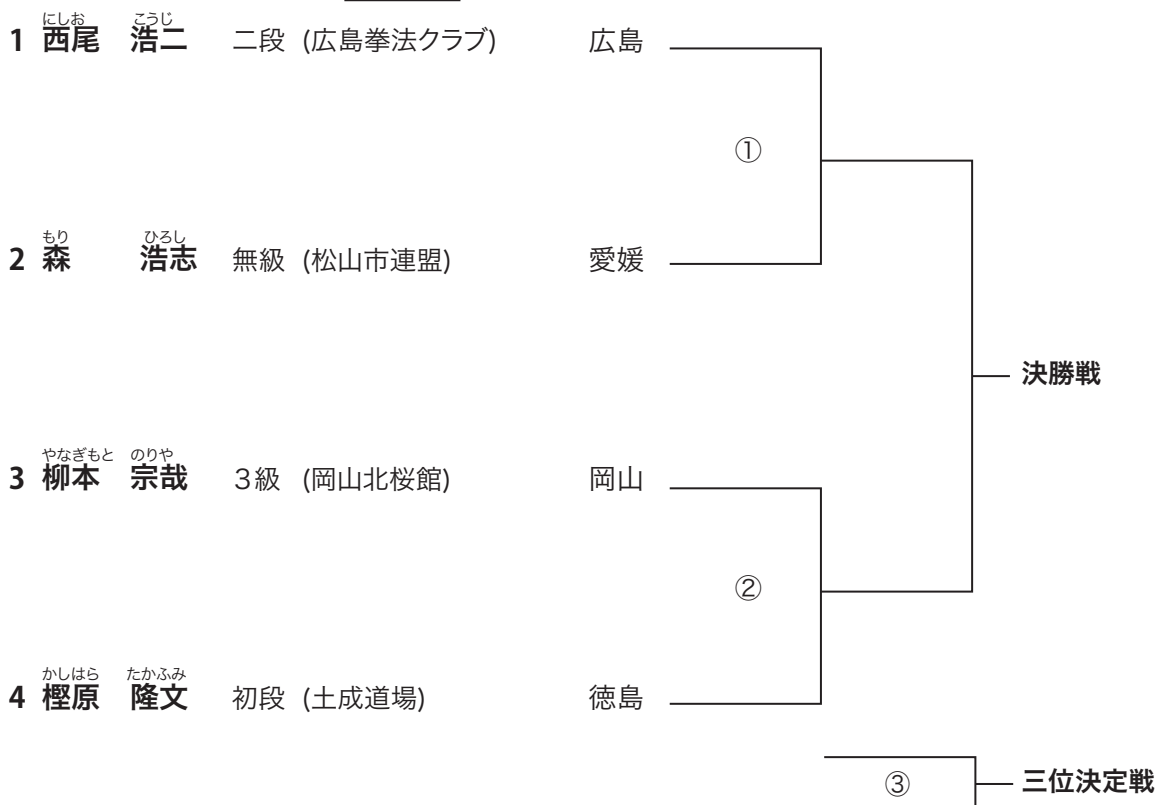 にしお こうじ
1 西尾 浩二 二段 (広島拳法クラブ) 広島
①
もり ひろし
2 森 浩志 無級 (松山市連盟) 愛媛
決勝戦
やなぎもと のりや
3 柳本 宗哉 3級 (岡山北桜館) 岡山
②
かしはら たかふみ
4 樫原 隆文 初段 (土成道場) 徳島
③ 三位決定戦